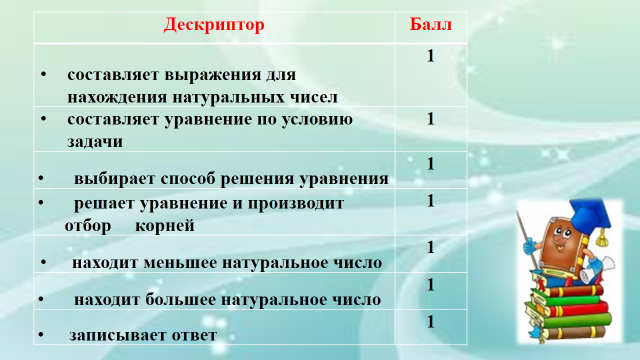 Дескриптор Балл
1
• составляет выражения для
нахождения натуральных чисел
• составляет уравнение по условию 1
задачи
1
• выбирает способ решения уравнения
• решает уравнение и производит 1
отбор корней
1
• находит меньшее натуральное число
1
• находит большее натуральное число
1
• записывает ответ